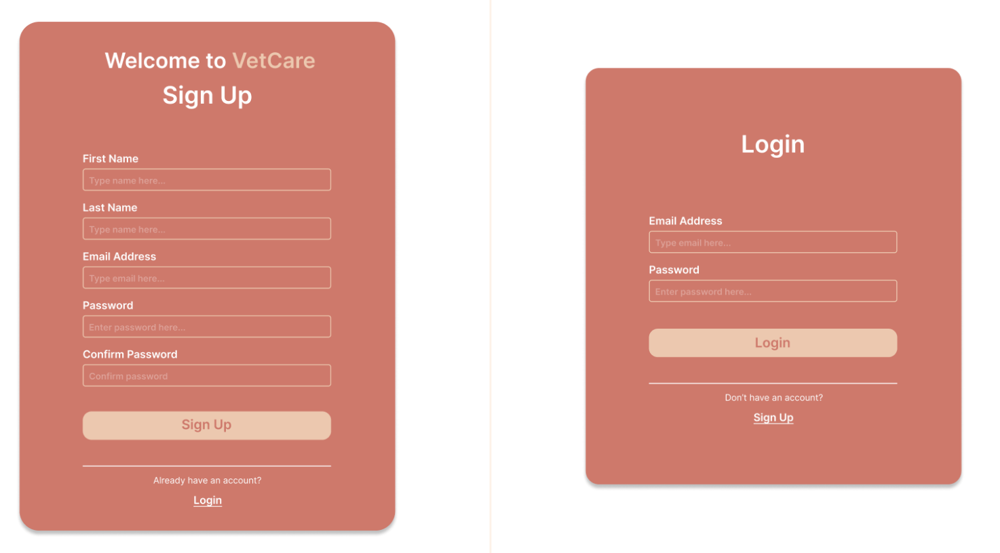 Welcome to VetCare
Sign Up
First Name
Type name here...
Last Name
Type name here...
Email Address
Type email here...
Password
Enter password here...
Confirm Password
Confirm password
Sign Up
Already have an account?
Login
Login
Email Address
Type email here...
Password
Enter password here...
Login
Don't have an account?
Sign Up